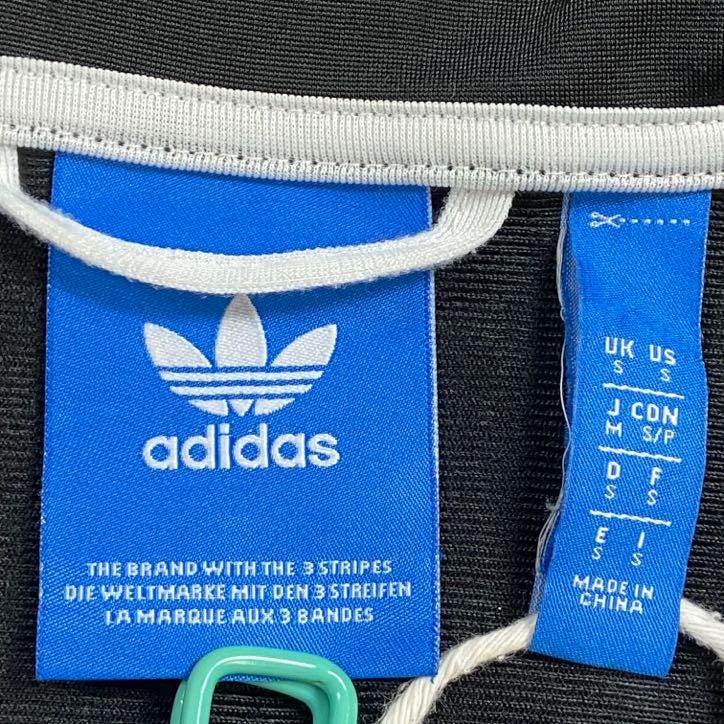 adidas
THE BRAND WITH THE 3 STRIPES
DIE WELTMARKE MIT DEN 3 STREIFEN
LA MARQUE AUX 3 BANDES
UK US
S S
J CDN
M S/P
D F
S S
E I
S S
MADE IN
CHINA